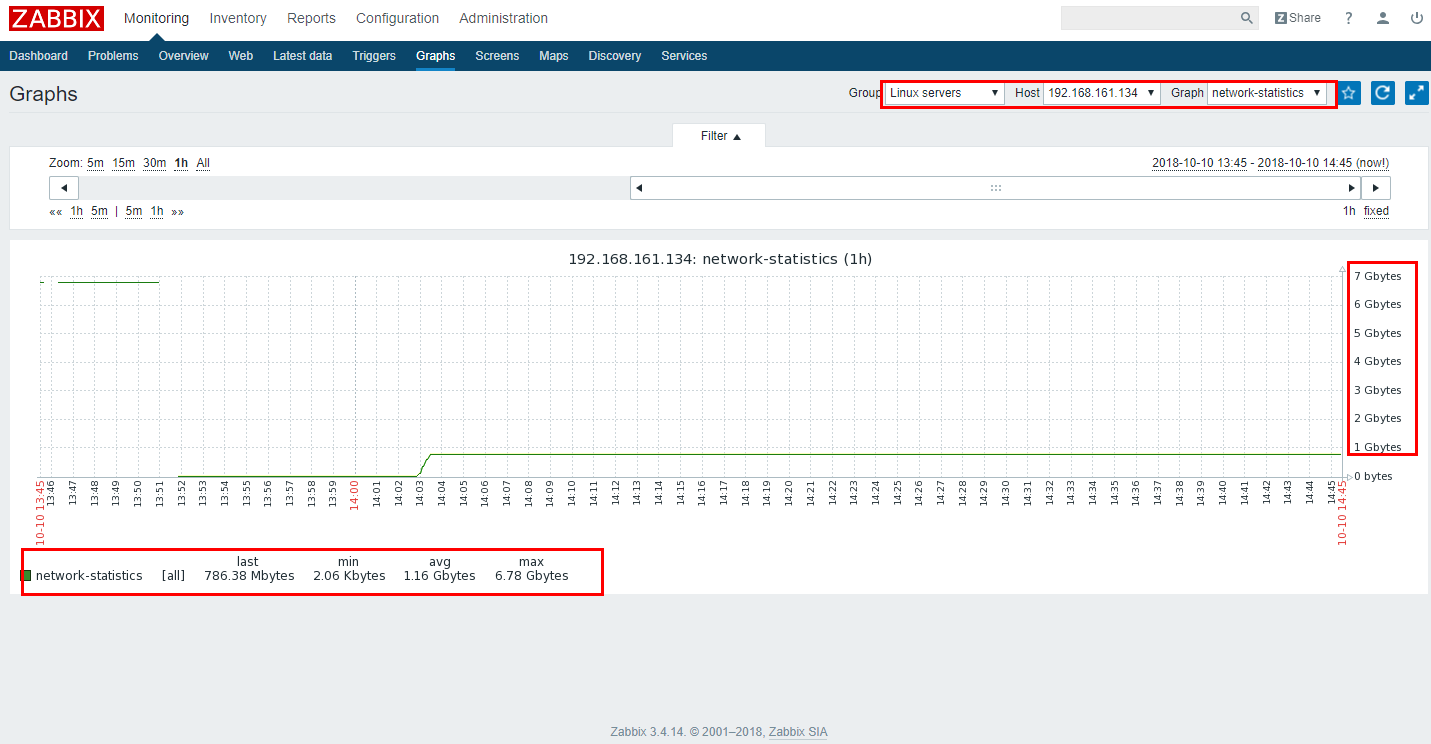 ZABBIX Monitoring Inventory Reports Configuration Administration Z Share ?
Dashboard Problems Overview Web Latest data Triggers Graphs Screens Maps Discovery Services
Graphs Group Linux servers Host 192.168.161.134 Graph network-statistics
Filter
Zoom: 5m 15m 30m 1h All 2018-10-10 13:45 - 2018-10-10 14:45 (now!)
«« 1h 5m | 5m 1h »» 1h fixed
192.168.161.134: network-statistics (1h)
7 Gbytes
6 Gbytes
5 Gbytes
4 Gbytes
3 Gbytes
2 Gbytes
1 Gbytes
0 bytes
10-10 13:45 13:46 13:47 13:48 13:49 13:50 13:51 13:52 13:53 13:54 13:55 13:56 13:57 13:58 13:59 14:00 14:01 14:02 14:03 14:04 14:05 14:06 14:07 14:08 14:09 14:10 14:11 14:12 14:13 14:14 14:15 14:16 14:17 14:18 14:19 14:20 14:21 14:22 14:23 14:24 14:25 14:26 14:27 14:28 14:29 14:30 14:31 14:32 14:33 14:34 14:35 14:36 14:37 14:38 14:39 14:40 14:41 14:42 14:43 14:44 14:45 10-10 14:45
last min avg max
network-statistics [all] 786.38 Mbytes 2.06 Kbytes 1.16 Gbytes 6.78 Gbytes
Zabbix 3.4.14. © 2001–2018, Zabbix SIA